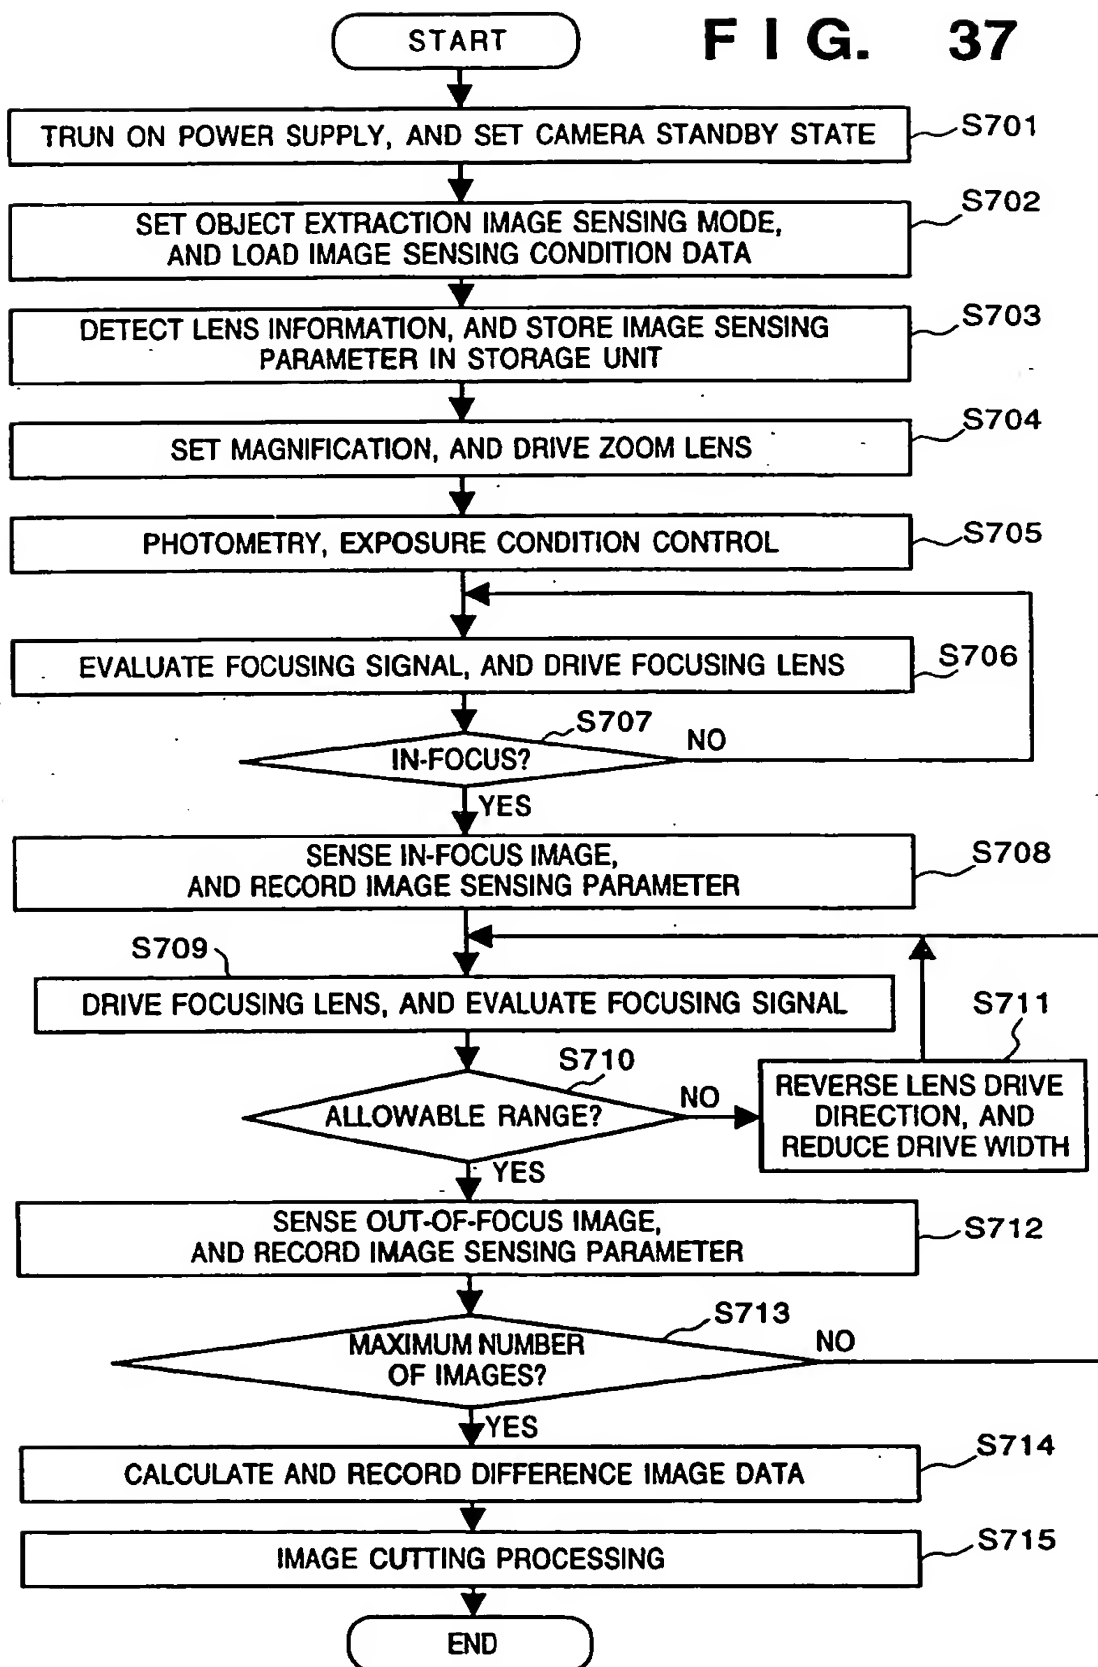 START
F I G. 37
TRUN ON POWER SUPPLY, AND SET CAMERA STANDBY STATE
S701
SET OBJECT EXTRACTION IMAGE SENSING MODE,
AND LOAD IMAGE SENSING CONDITION DATA
S702
DETECT LENS INFORMATION, AND STORE IMAGE SENSING
PARAMETER IN STORAGE UNIT
S703
SET MAGNIFICATION, AND DRIVE ZOOM LENS
S704
PHOTOMETRY, EXPOSURE CONDITION CONTROL
S705
EVALUATE FOCUSING SIGNAL, AND DRIVE FOCUSING LENS
S706
S707
IN-FOCUS?
NO
YES
SENSE IN-FOCUS IMAGE,
AND RECORD IMAGE SENSING PARAMETER
S708
S709
DRIVE FOCUSING LENS, AND EVALUATE FOCUSING SIGNAL
S710
ALLOWABLE RANGE?
NO
S711
REVERSE LENS DRIVE
DIRECTION, AND
REDUCE DRIVE WIDTH
YES
SENSE OUT-OF-FOCUS IMAGE,
AND RECORD IMAGE SENSING PARAMETER
S712
S713
MAXIMUM NUMBER
OF IMAGES?
NO
YES
CALCULATE AND RECORD DIFFERENCE IMAGE DATA
S714
IMAGE CUTTING PROCESSING
S715
END